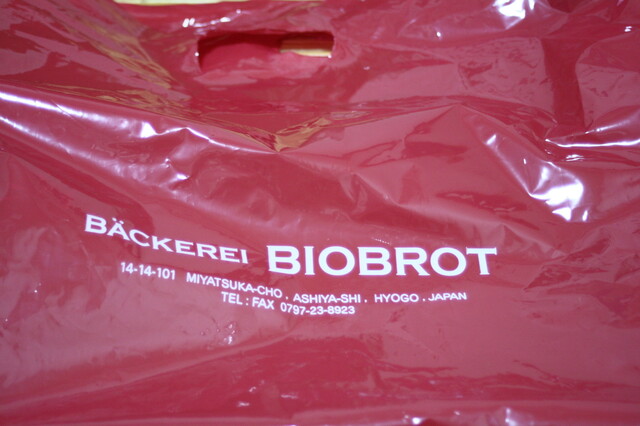 BÄCKEREI BIOBROT
14-14-101 MIYATSUKA-CHO . ASHIYA-SHI . HYOGO . JAPAN
TEL : FAX 0797-23-8923